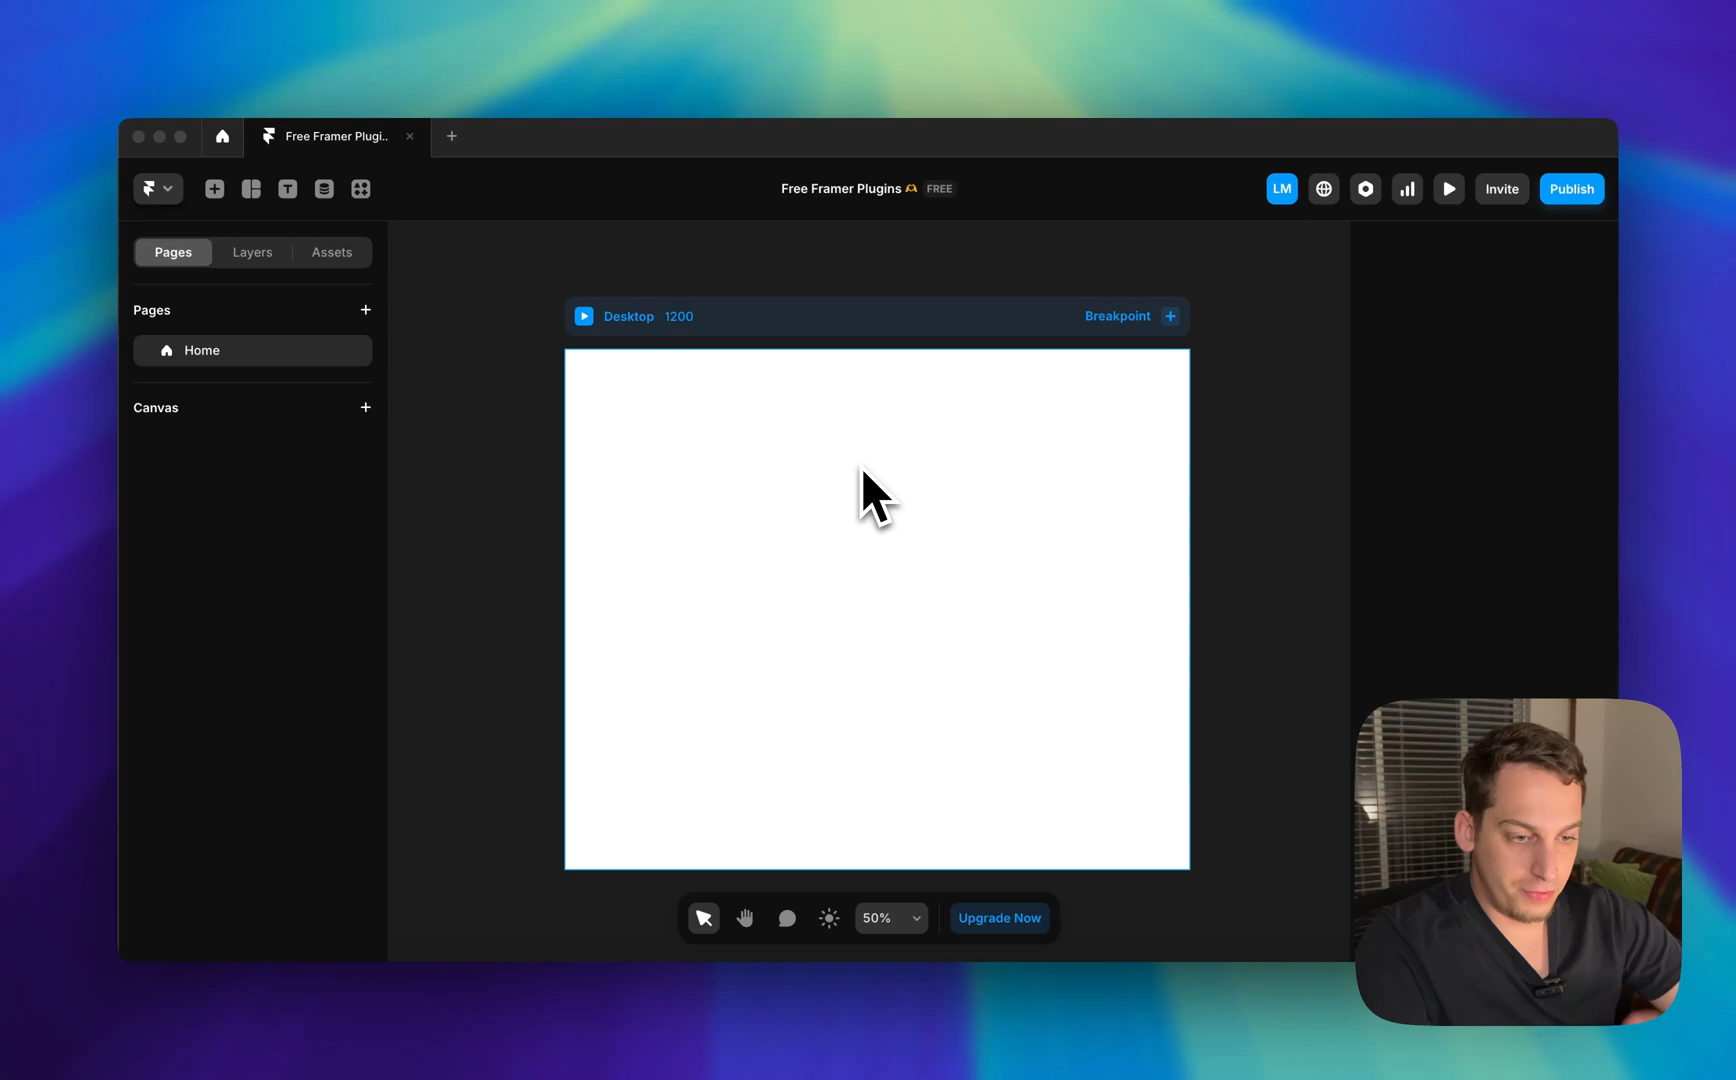 Free Framer Plugi..
Free Framer Plugins FREE
LM
Invite
Publish
Pages
Layers
Assets
Pages
Home
Canvas
Desktop 1200
Breakpoint
50%
Upgrade Now